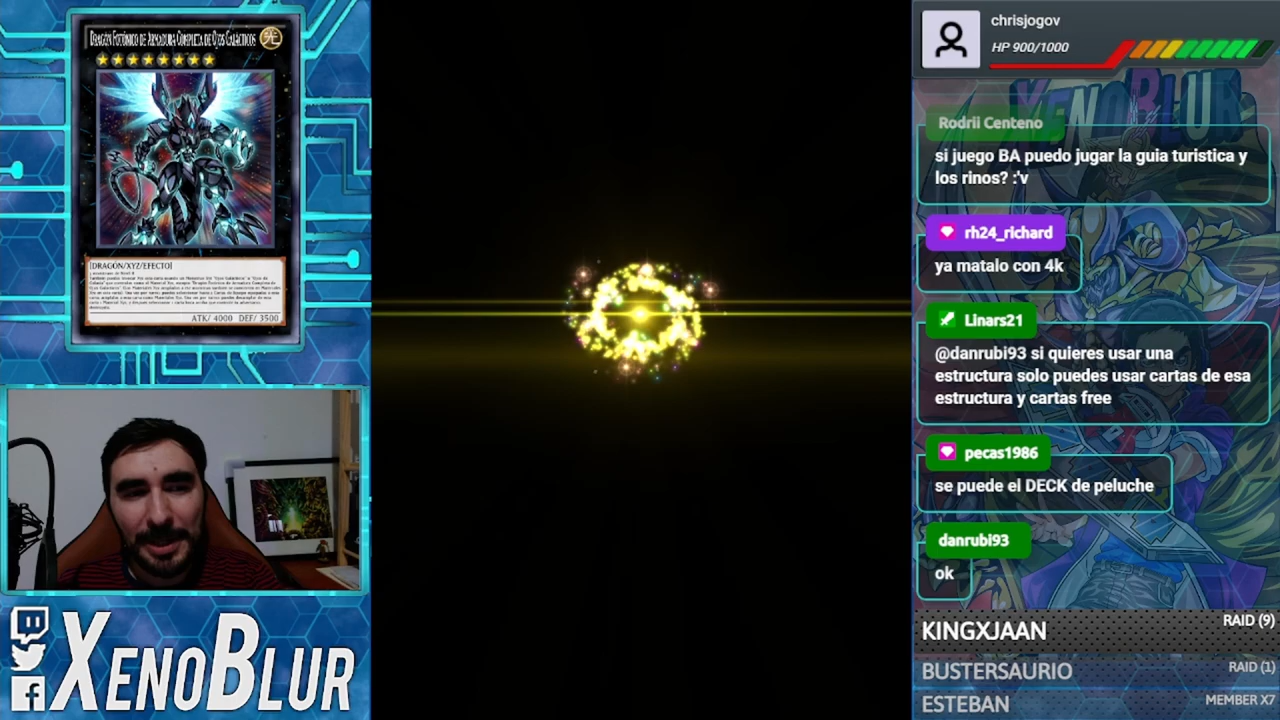 DRAGÓN FOTÓNICO DE ARMADURA COMPLETA DE OJOS GALÁCTICOS
[DRAGÓN/XYZ/EFECTO]
ATK/ 4000 DEF/ 3500
XENOBLUR
chrisjogov
HP 900/1000
XENOBLUR
Rodrii Centeno
si juego BA puedo jugar la guia turistica y
los rinos? :'v
rh24_richard
ya matalo con 4k
Linars21
@danrubi93 si quieres usar una
estructura solo puedes usar cartas de esa
estructura y cartas free
pecas1986
se puede el DECK de peluche
danrubi93
ok
KINGXJAAN RAID (9)
BUSTERSAURIO RAID (1)
ESTEBAN MEMBER X7